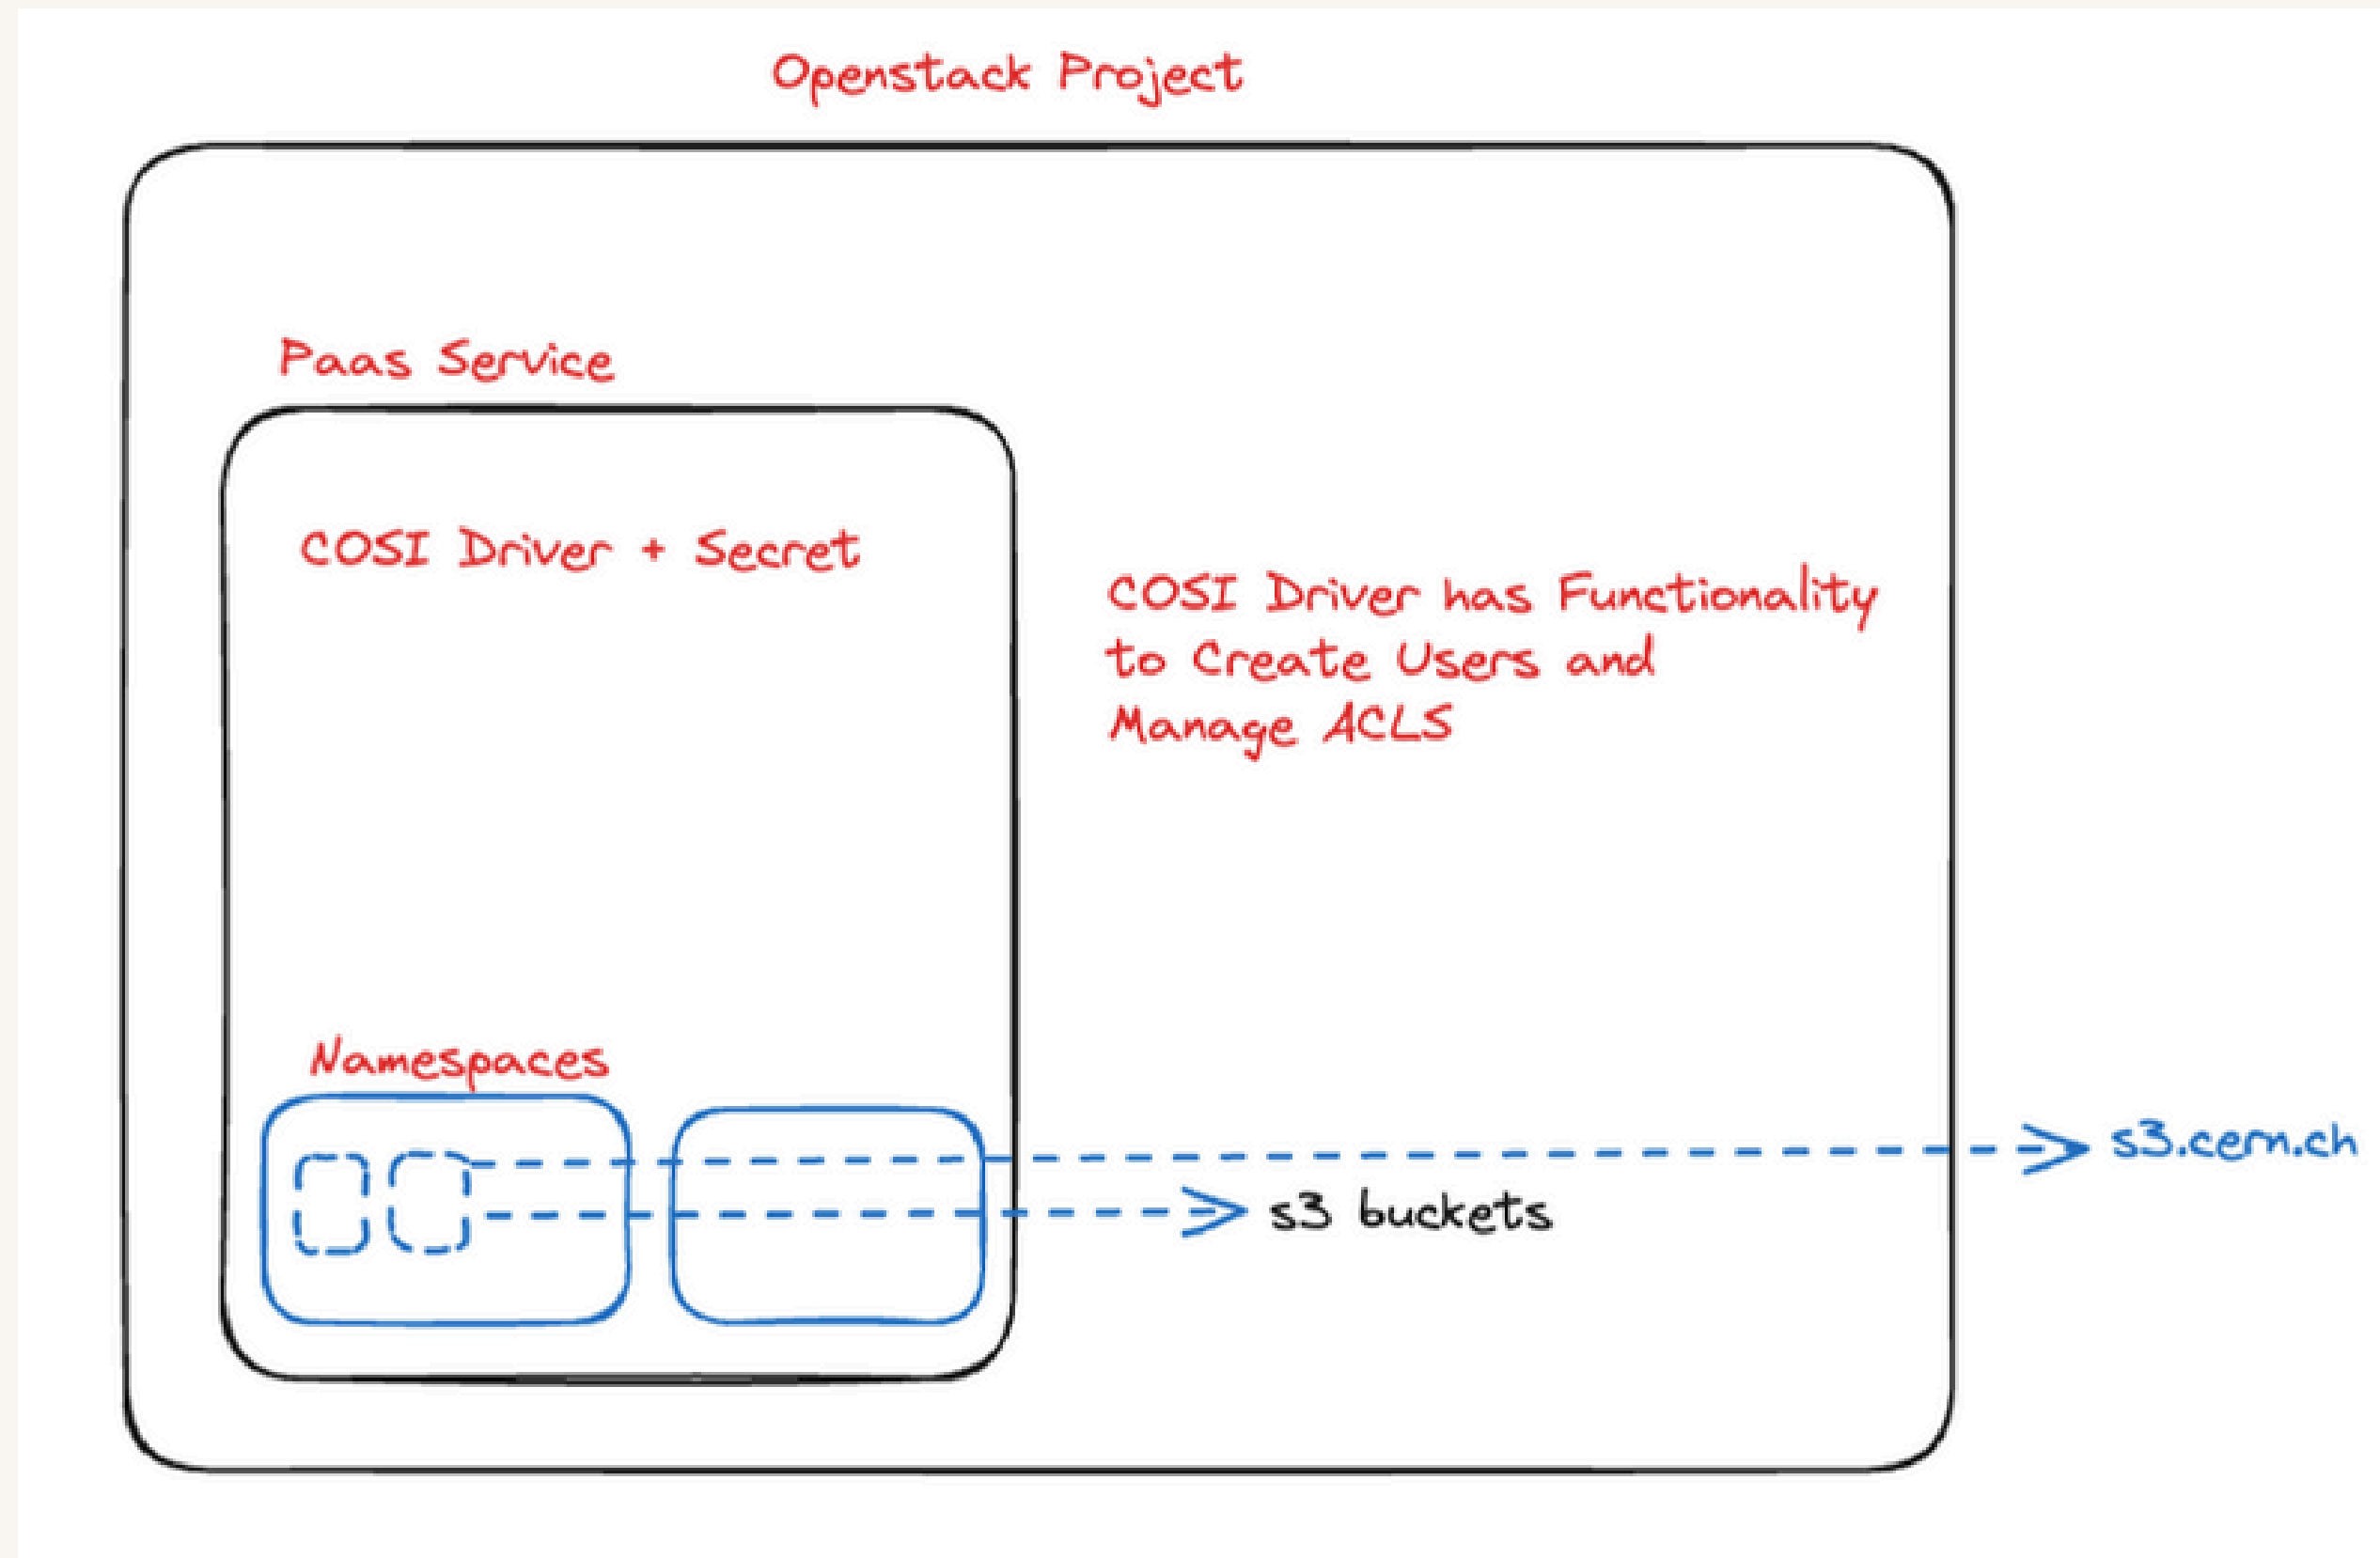 Openstack Project
Paas Service
COSI Driver + Secret
COSI Driver has Functionality
to Create Users and
Manage ACLS
Namespaces
s3.cern.ch
s3 buckets